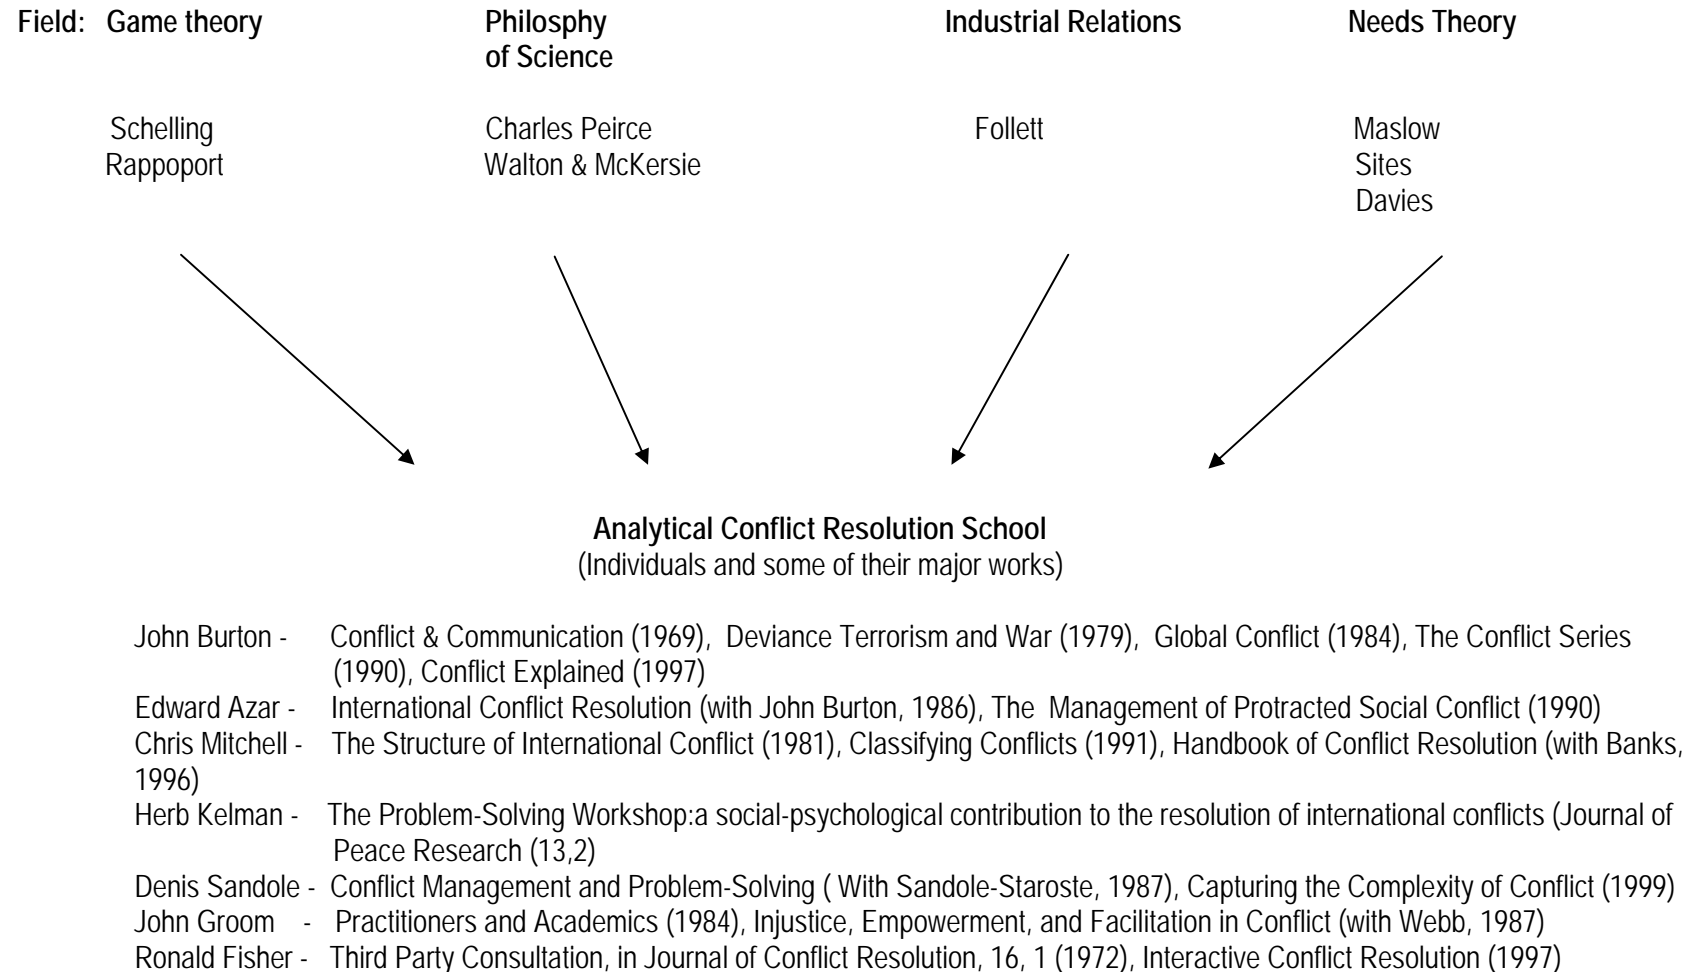 Field: Game theory Philosphy Industrial Relations Needs Theory
of Science
Schelling Charles Peirce Follett Maslow
Rappoport Walton & McKersie Sites
Davies
Analytical Conflict Resolution School
(Individuals and some of their major works)
John Burton - Conflict & Communication (1969), Deviance Terrorism and War (1979), Global Conflict (1984), The Conflict Series
(1990), Conflict Explained (1997)
Edward Azar - International Conflict Resolution (with John Burton, 1986), The Management of Protracted Social Conflict (1990)
Chris Mitchell - The Structure of International Conflict (1981), Classifying Conflicts (1991), Handbook of Conflict Resolution (with Banks,
1996)
Herb Kelman - The Problem-Solving Workshop:a social-psychological contribution to the resolution of international conflicts (Journal of
Peace Research (13,2)
Denis Sandole - Conflict Management and Problem-Solving ( With Sandole-Staroste, 1987), Capturing the Complexity of Conflict (1999)
John Groom - Practitioners and Academics (1984), Injustice, Empowerment, and Facilitation in Conflict (with Webb, 1987)
Ronald Fisher - Third Party Consultation, in Journal of Conflict Resolution, 16, 1 (1972), Interactive Conflict Resolution (1997)